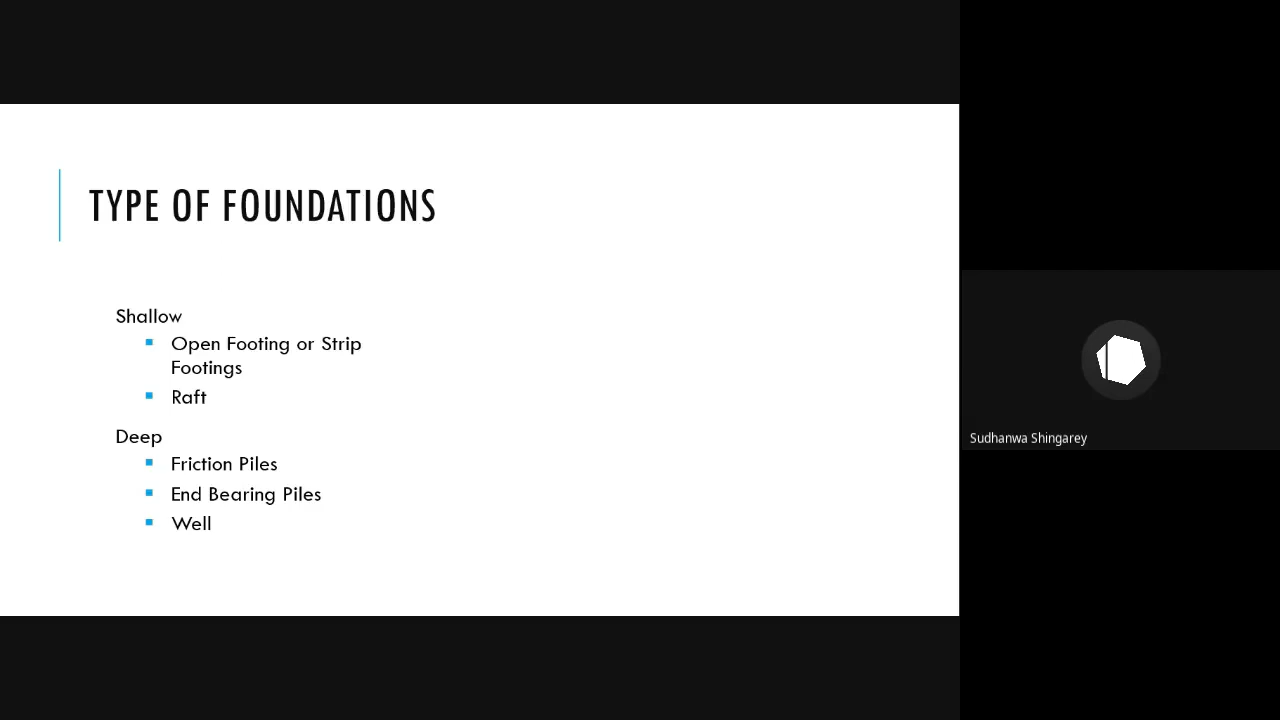 TYPE OF FOUNDATIONS
Shallow
Open Footing or Strip
Footings
Raft
Deep
Friction Piles
End Bearing Piles
Well
Sudhanwa Shingarey